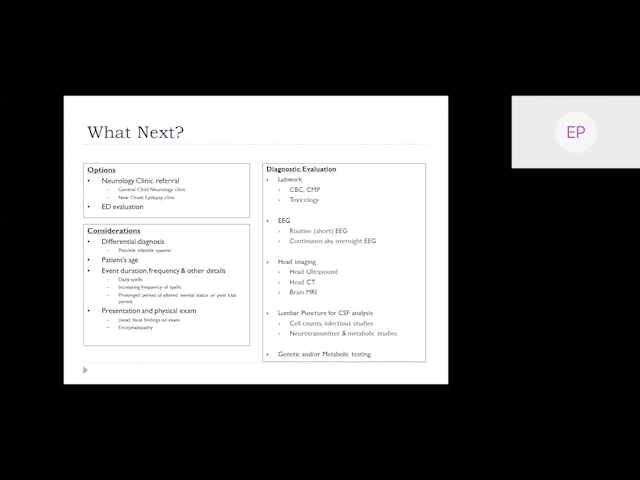 What Next?
Options
• Neurology Clinic referral
– General Child Neurology clinic
– New Onset Epilepsy clinic
• ED evaluation
Considerations
• Differential diagnosis
– Possible infantile spasms
• Patient's age
• Event duration, frequency & other details
– Daily spells
– Increasing frequency of spells
– Prolonged period of altered mental status or post ictal
period
• Presentation and physical exam
– (new) focal findings on exam
– Encephalopathy
Diagnostic Evaluation
Labwork
CBC, CMP
Toxicology
EEG
Routine (short) EEG
Continuous aka overnight EEG
Head imaging
Head Ultrasound
Head CT
Brain MRI
Lumbar Puncture for CSF analysis
Cell counts, infectious studies
Neurotransmitter & metabolic studies
Genetic and/or Metabolic testing
EP